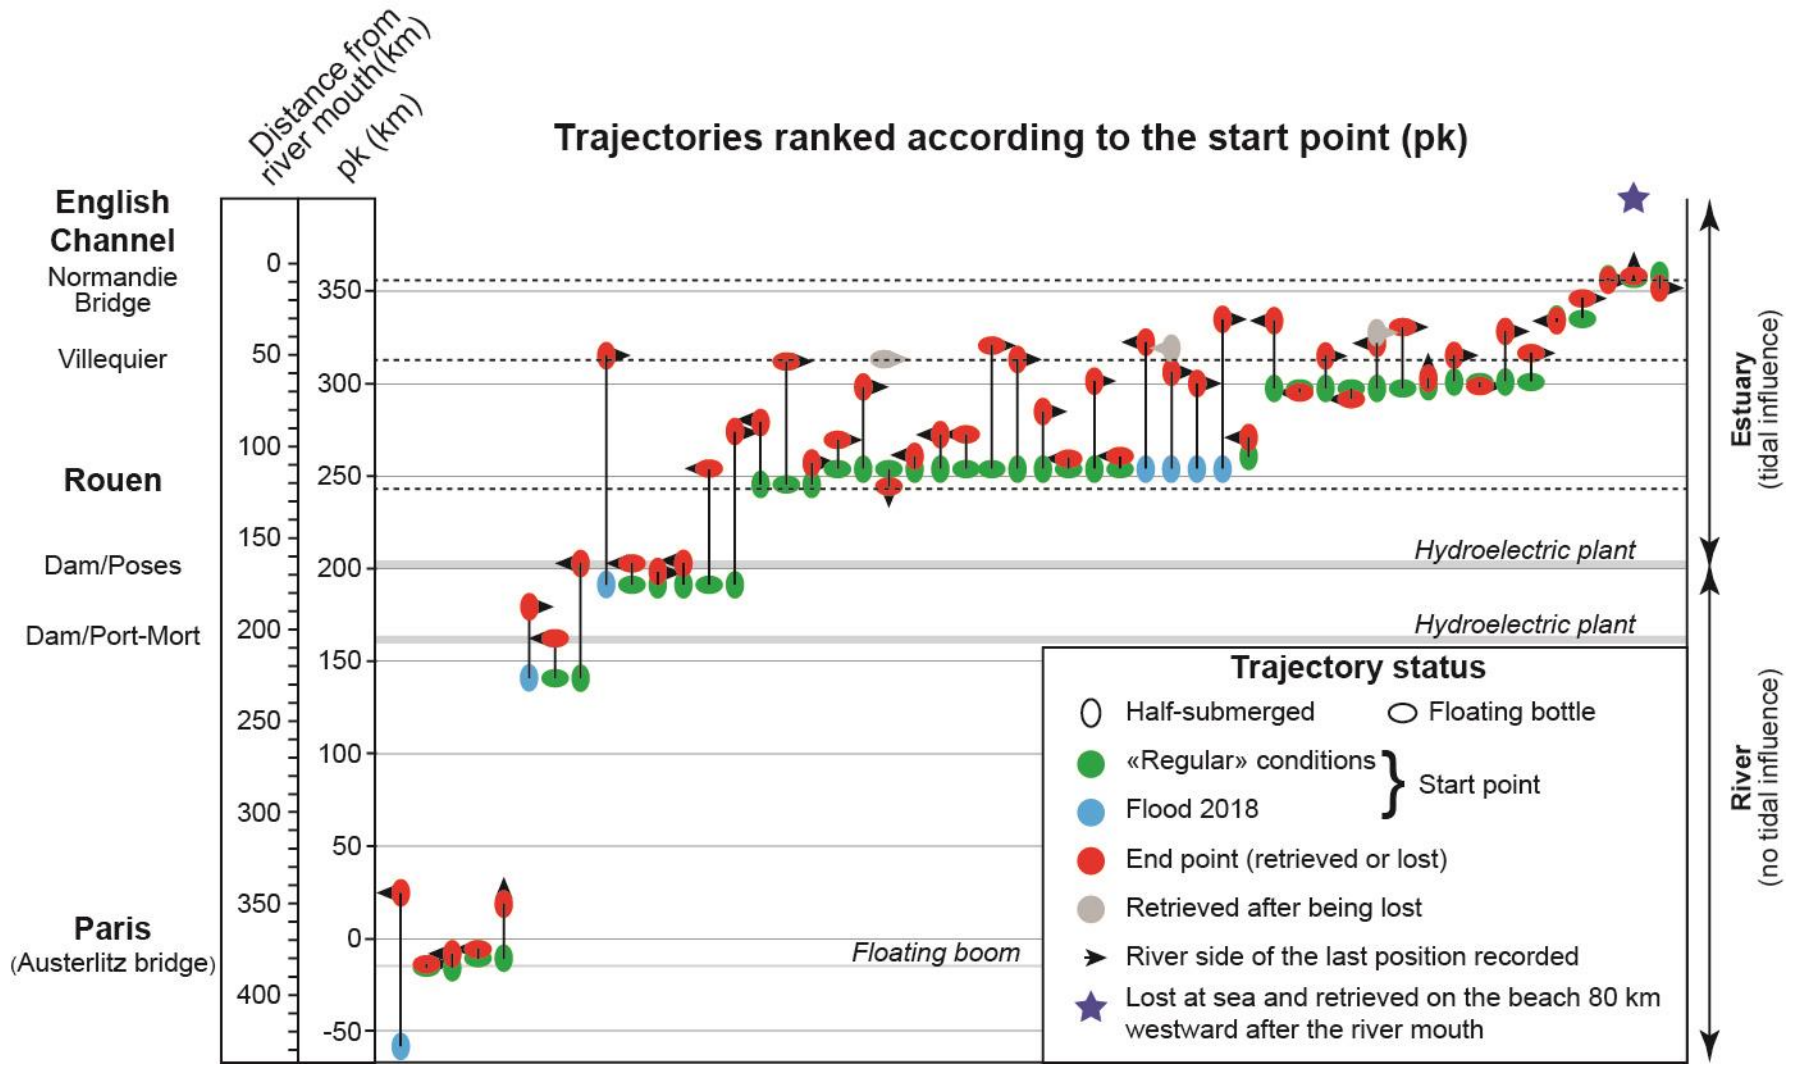 Distance from
river mouth(km)
pk (km)
Trajectories ranked according to the start point (pk)
English
Channel
Normandie
Bridge
Villequier
Rouen
Dam/Poses
Dam/Port-Mort
Paris
(Austerlitz bridge)
0
50
100
150
200
250
300
350
400
350
300
250
200
150
100
50
0
-50
Hydroelectric plant
Hydroelectric plant
Floating boom
Estuary
(tidal influence)
River
(no tidal influence)
Trajectory status
Half-submerged
Floating bottle
«Regular» conditions
Flood 2018
} Start point
End point (retrieved or lost)
Retrieved after being lost
River side of the last position recorded
Lost at sea and retrieved on the beach 80 km
westward after the river mouth